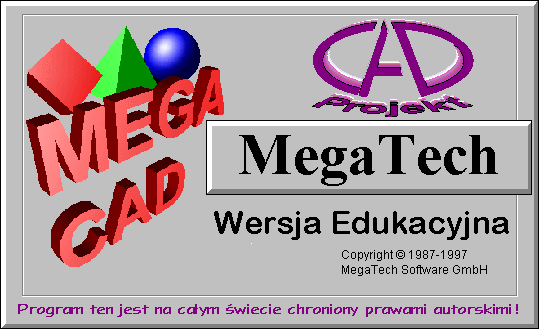 MEGA
CAD
CAD
projekt
MegaTech
Wersja Edukacyjna
Copyright © 1987-1997
MegaTech Software GmbH
Program ten jest na całym świecie chroniony prawami autorskimi!